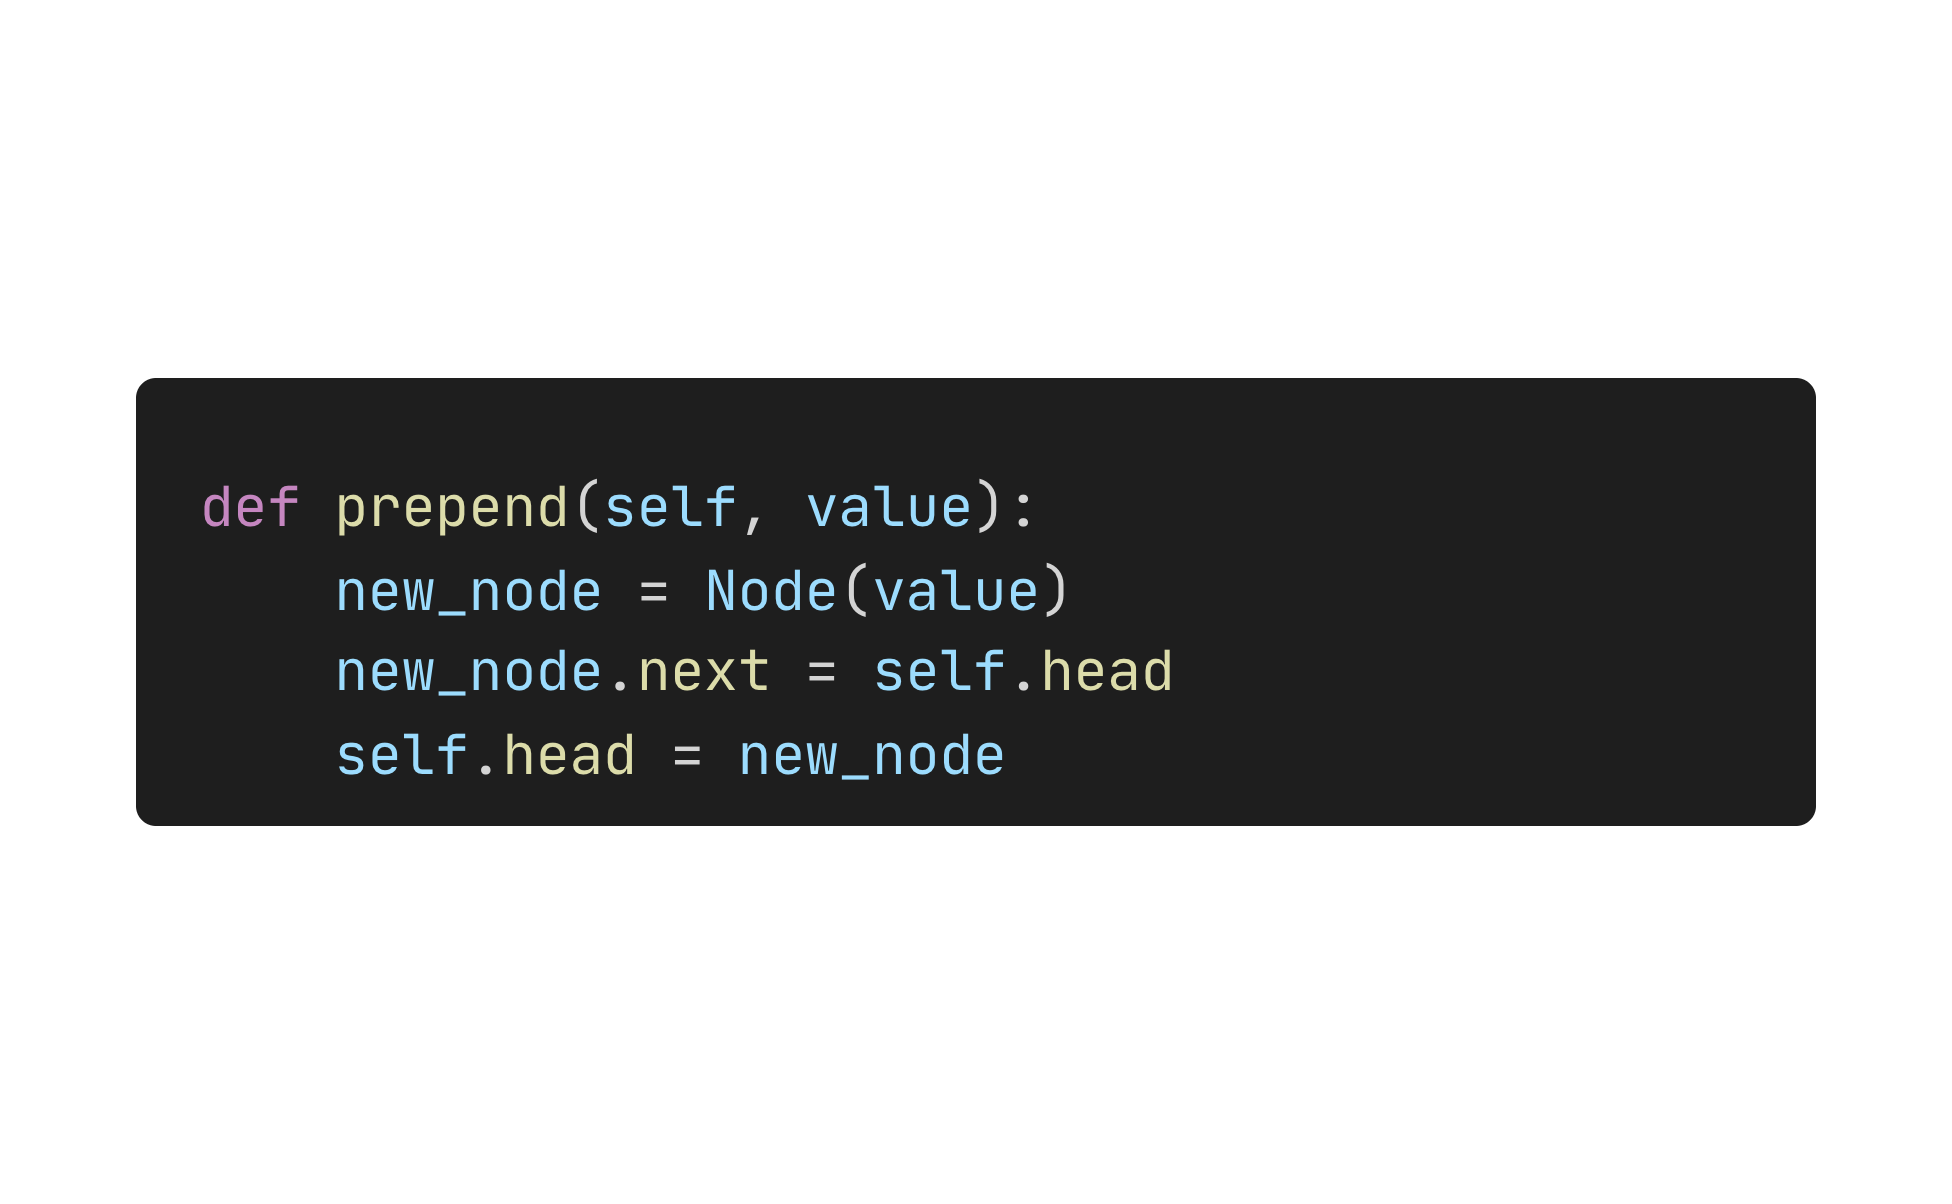 def prepend(self, value):
    new_node = Node(value)
    new_node.next = self.head
    self.head = new_node